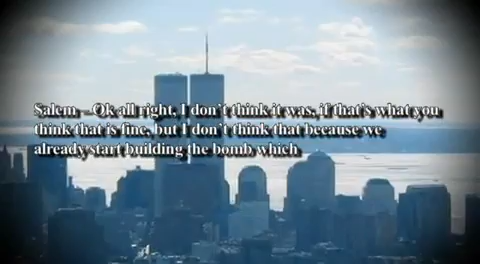 Salem.....Ok all right, I don't think it was, if that's what you
think that is fine, but I don't think that because we
already start building the bomb which